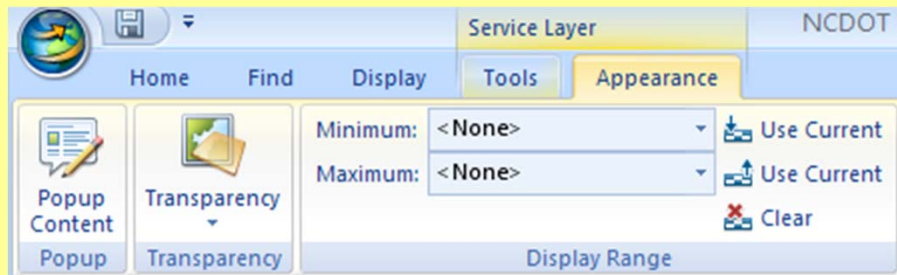 Service Layer NCDOT
Home Find Display Tools Appearance
Minimum: <None> Use Current
Maximum: <None> Use Current
Clear
Popup Content
Transparency
Popup Transparency Display Range